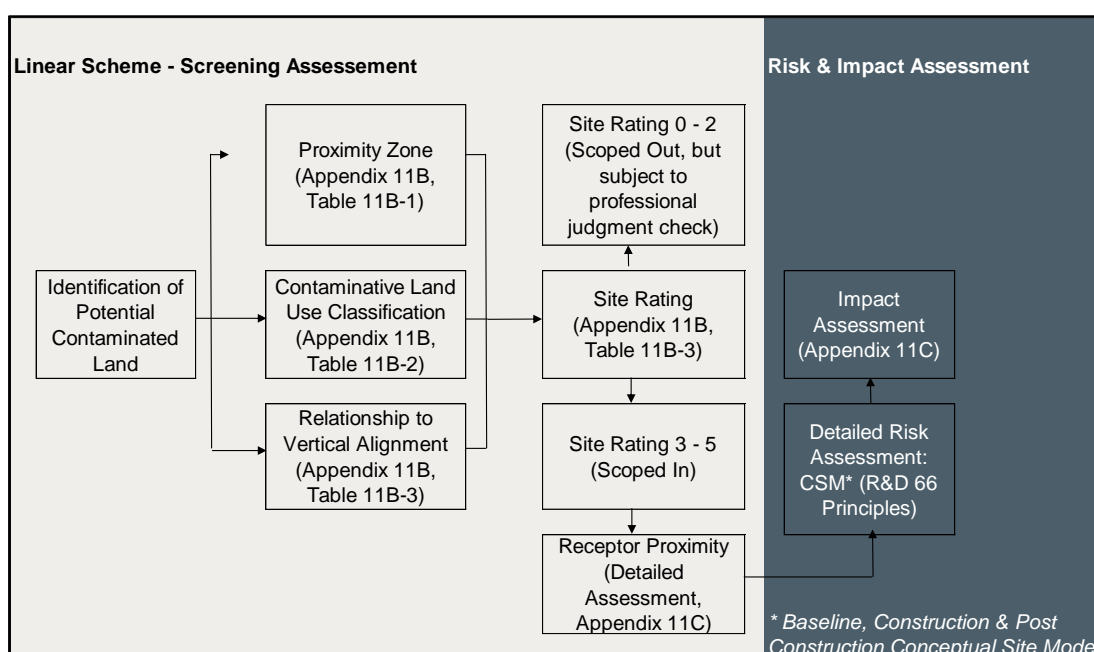 Linear Scheme - Screening Assessement
Risk & Impact Assessment
Identification of
Potential
Contaminated
Land
Proximity Zone
(Appendix 11B,
Table 11B-1)
Contaminative Land
Use Classification
(Appendix 11B,
Table 11B-2)
Relationship to
Vertical Alignment
(Appendix 11B,
Table 11B-3)
Site Rating 0 - 2
(Scoped Out, but
subject to
professional
judgment check)
Site Rating
(Appendix 11B,
Table 11B-3)
Site Rating 3 - 5
(Scoped In)
Receptor Proximity
(Detailed
Assessment,
Appendix 11C)
Impact
Assessment
(Appendix 11C)
Detailed Risk
Assessment:
CSM* (R&D 66
Principles)
* Baseline, Construction & Post
Construction Conceptual Site Mode